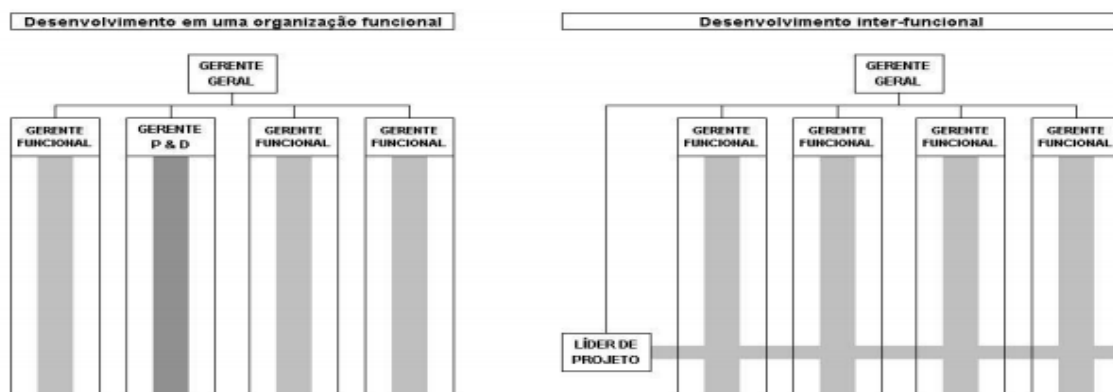 Desenvolvimento em uma organização funcional
GERENTE
GERAL
GERENTE
FUNCIONAL
GERENTE
P & D
GERENTE
FUNCIONAL
GERENTE
FUNCIONAL
Desenvolvimento inter-funcional
GERENTE
GERAL
GERENTE
FUNCIONAL
GERENTE
FUNCIONAL
GERENTE
FUNCIONAL
GERENTE
FUNCIONAL
LÍDER DE
PROJETO